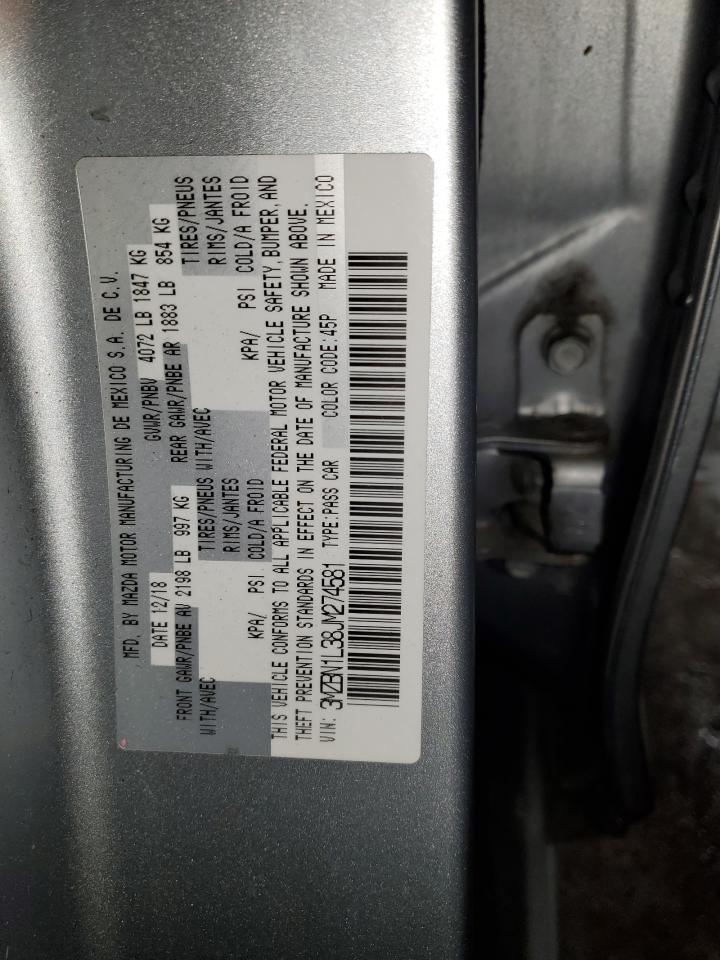 MFD. BY MAZDA MOTOR MANUFACTURING DE MEXICO S.A. DE C.V.
DATE 12/18 GVWR/PNBV 4072 LB 1847 KG
FRONT GAWR/PNBE AV 2198 LB 997 KG REAR GAWR/PNBE AR 1883 LB 854 KG
WITH/AVEC TIRES/PNEUS WITH/AVEC TIRES/PNEUS
RIMS/JANTES RIMS/JANTES
KPA/ PSI COLD/A FROID KPA/ PSI COLD/A FROID
THIS VEHICLE CONFORMS TO ALL APPLICABLE FEDERAL MOTOR VEHICLE SAFETY, BUMPER, AND
THEFT PREVENTION STANDARDS IN EFFECT ON THE DATE OF MANUFACTURE SHOWN ABOVE.
VIN: 3MZBN1L38JM274581 TYPE:PASS CAR COLOR CODE:45P MADE IN MEXICO